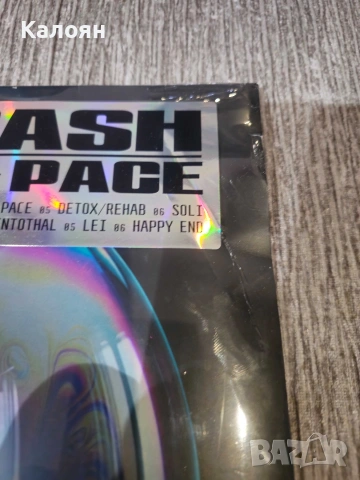 Калоян
ASH
PACE
PACE 05 DETOX/REHAB 06 SOLI
NTOTHAL 05 LEI 06 HAPPY END
BAZAR